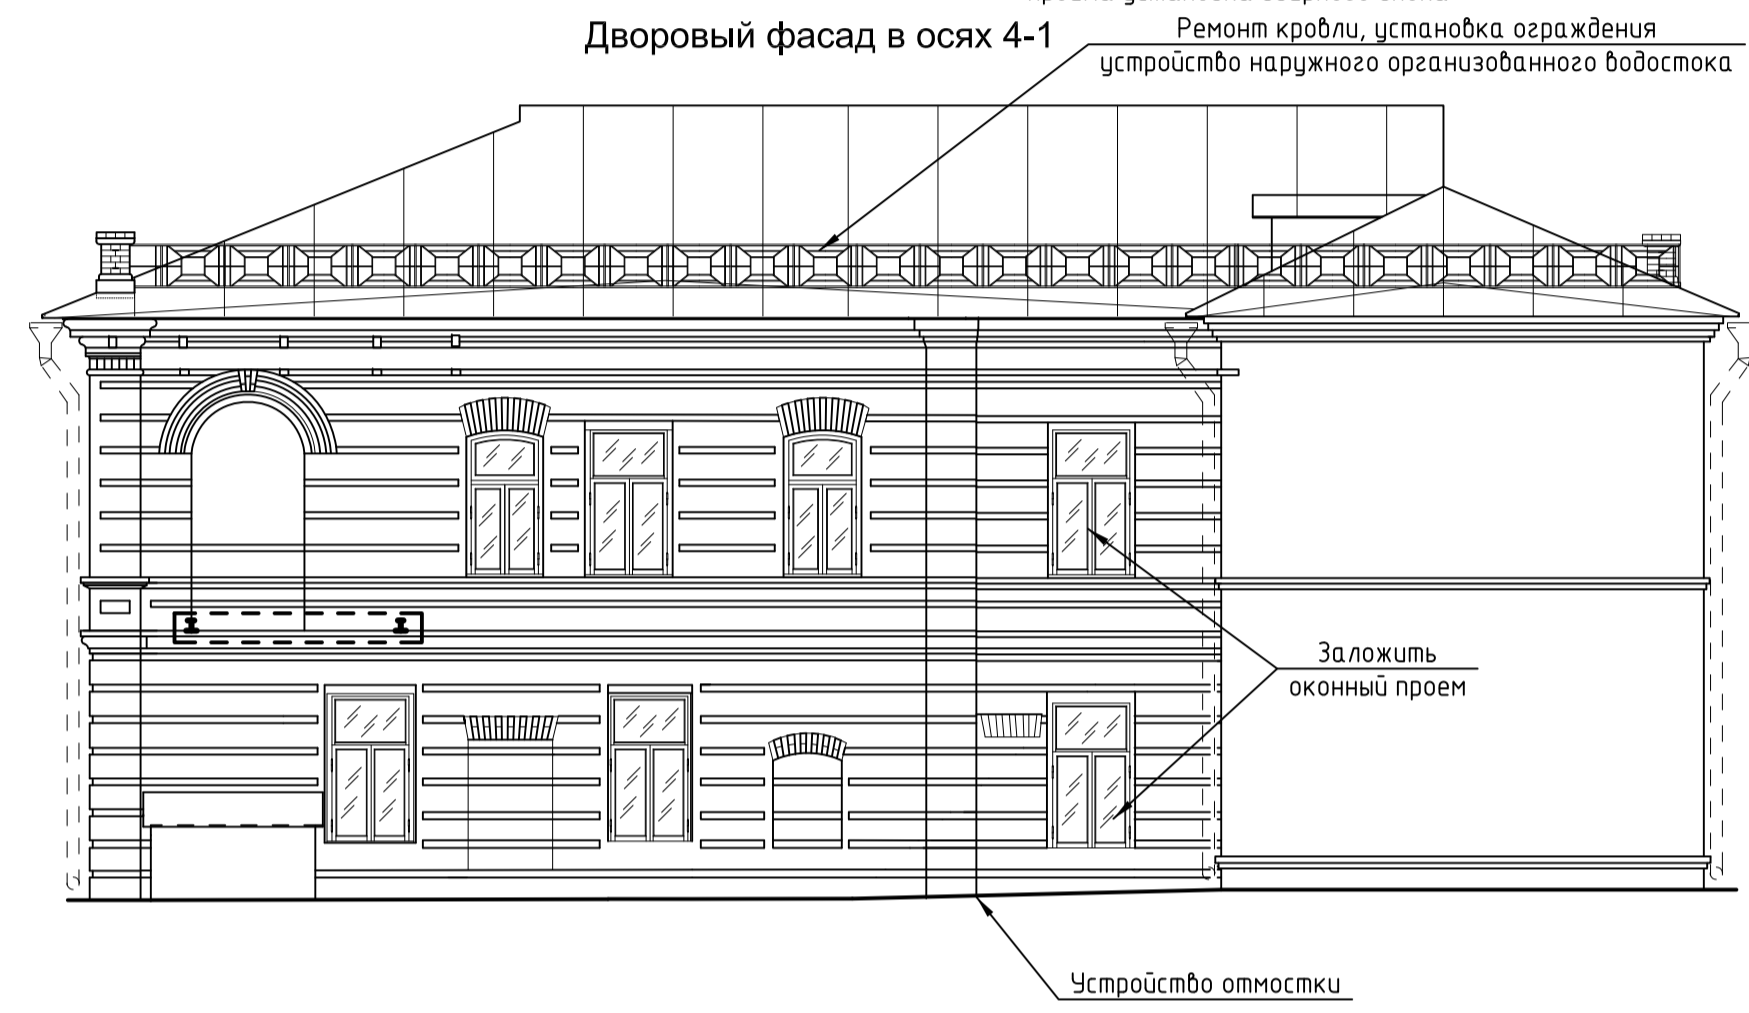 Дворовый фасад в осях 4-1
Ремонт кровли, установка ограждения
устройство наружного организованного водостока
Заложить
оконный проем
Устройство отмостки